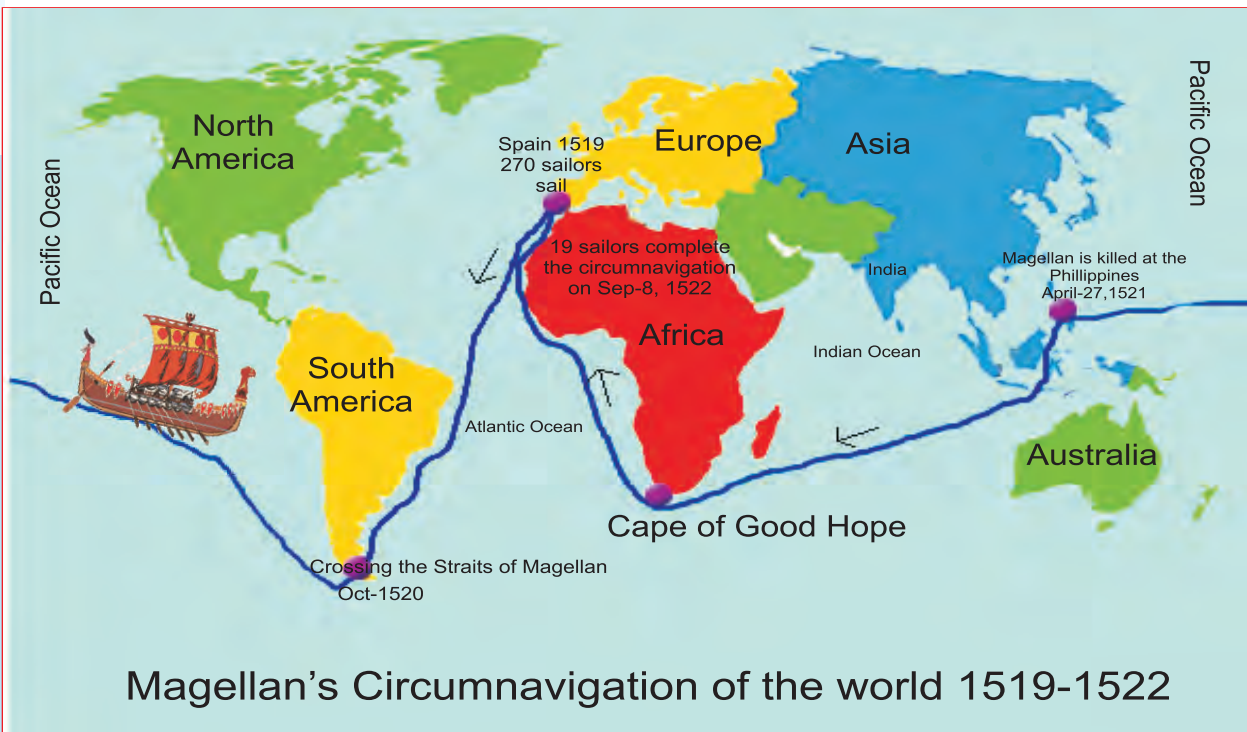 North
America
Pacific Ocean
Spain 1519
270 sailors
sail
Europe
Asia
Pacific Ocean
19 sailors complete
the circumnavigation
on Sep-8, 1522
Africa
India
Magellan is killed at the
Phillippines
April-27,1521
Indian Ocean
South
America
Atlantic Ocean
Australia
Cape of Good Hope
Crossing the Straits of Magellan
Oct-1520
Magellan's Circumnavigation of the world 1519-1522